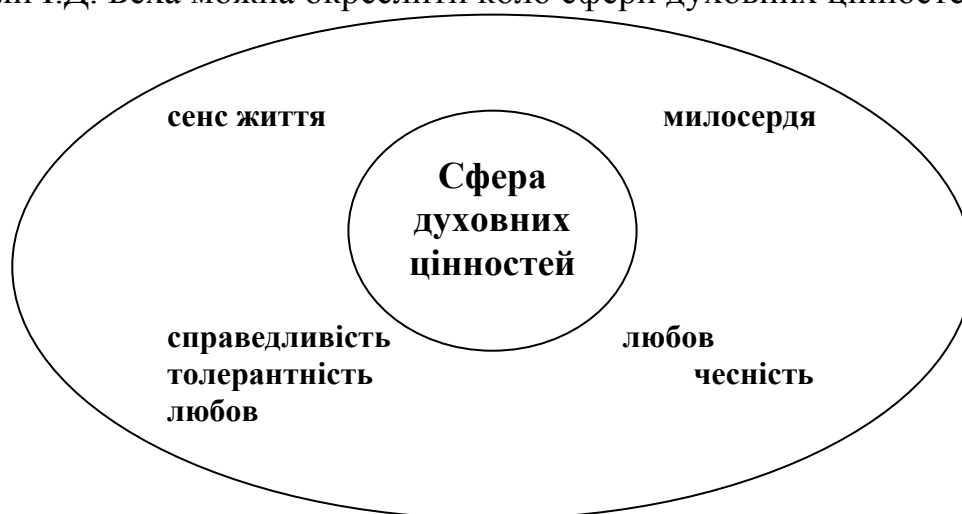 І.Д. Беха можна окреслити коло сфери духовних
сенс життя
милосердя
Сфера
духовних
цінностей
справедливість
любов
толерантність
чесність
любов